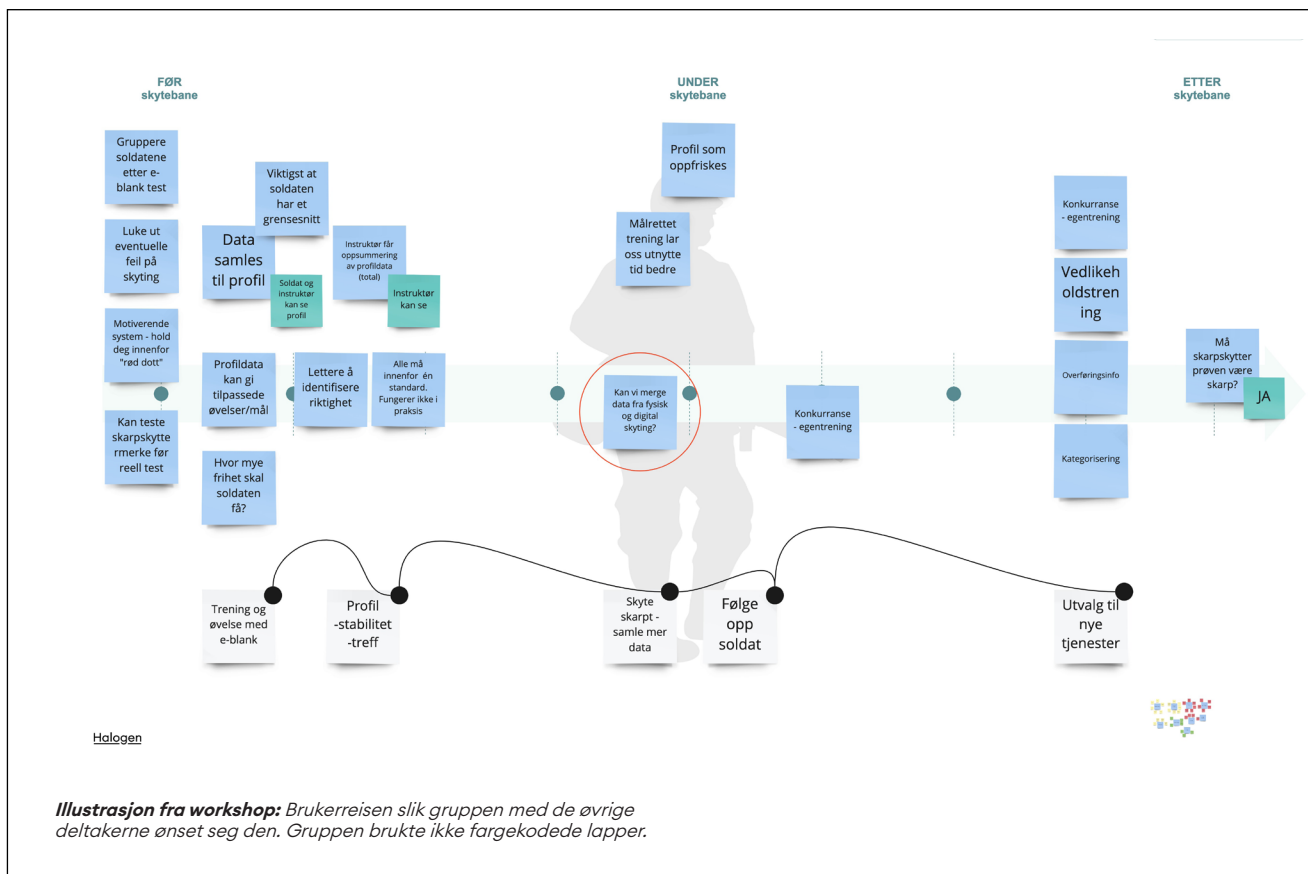 FØR
skytebane
UNDER
skytebane
ETTER
skytebane
Gruppere
soldatene
etter e-
blank test
Luke ut
eventuelle
feil på
skyting
Motiverende
system - hold
deg innenfor
"rød dott"
Kan teste
skarpskytte
rmerke før
reell test
Viktigst at
soldaten
har et
grensesnitt
Data
samles
til profil
Soldat og
instruktør
kan se
profil
Instruktør får
oppsummering
av profildata
(total)
Instruktør
kan se
Profildata
kan gi
tilpassede
øvelser/mål
Lettere å
identifisere
riktighet
Alle må
innenfor én
standard.
Fungerer ikke i
praksis
Hvor mye
frihet skal
soldaten
få?
Profil som
oppfriskes
Målrettet
trening lar
oss utnytte
tid bedre
Kan vi merge
data fra fysisk
og digital
skyting?
Konkurranse
- egentrening
Konkurranse
- egentrening
Vedlikeh
oldstren
ing
Overføringsinfo
Kategorisering
Må
skarpskytter
prøven være
skarp?
JA
Trening og
øvelse med
e-blank
Profil
-stabilitet
-treff
Skyte
skarpt -
samle mer
data
Følge
opp
soldat
Utvalg til
nye
tjenester
Halogen
Illustrasjon fra workshop: Brukerreisen slik gruppen med de øvrige
deltakerne ønset seg den. Gruppen brukte ikke fargekodede lapper.